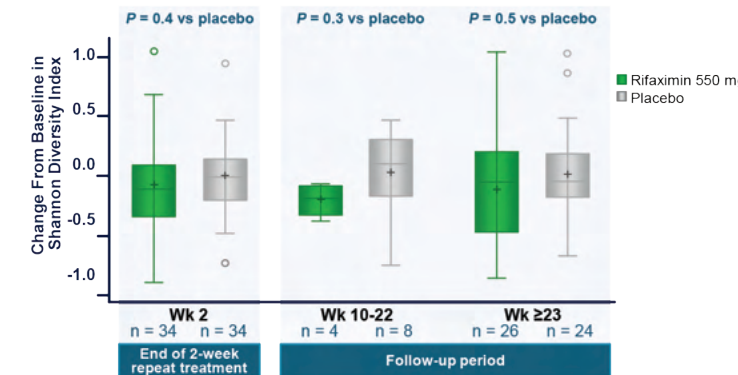 P = 0.4 vs placebo
P = 0.3 vs placebo
P = 0.5 vs placebo
Change From Baseline in
Shannon Diversity Index
1.0
0.5
0.0
-0.5
-1.0
Rifaximin 550 m
Placebo
Wk 2
Wk 10-22
Wk ≥23
n = 34 n = 34
n = 4 n = 8
n = 26 n = 24
End of 2-week
repeat treatment
Follow-up period